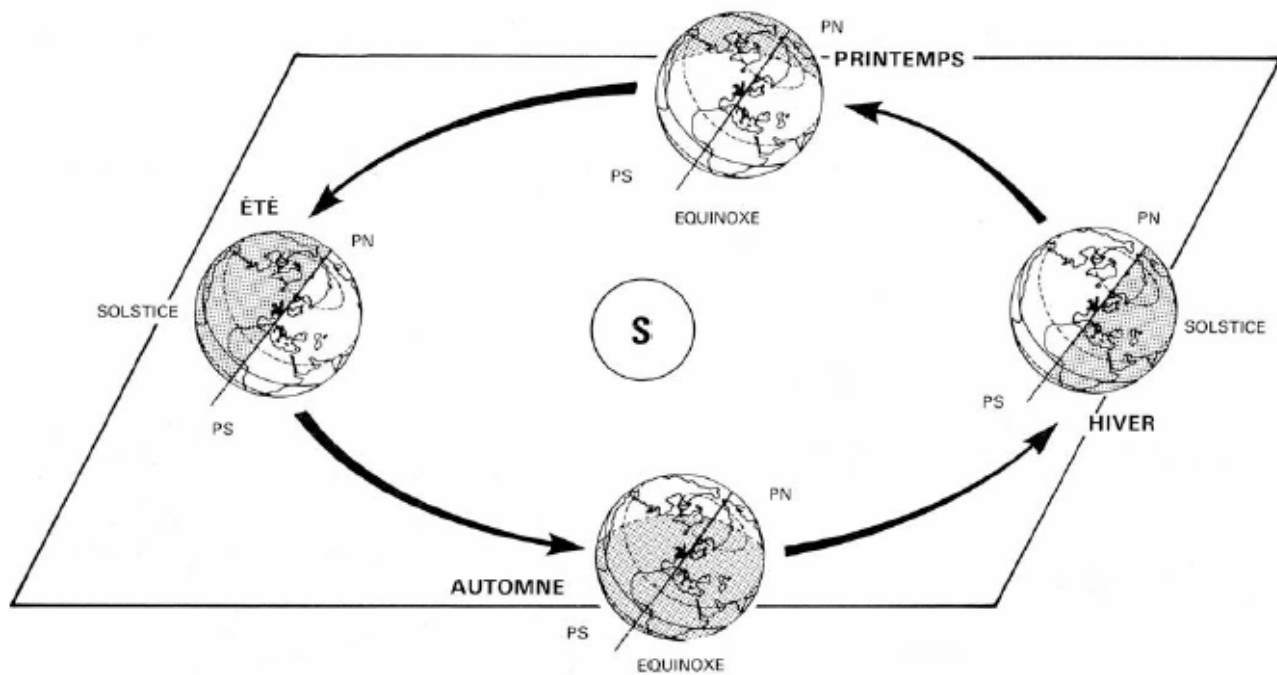 PN
PRINTEMPS
PS
EQUINOXE
ÉTÉ
PN
SOLSTICE
PS
S
PN
SOLSTICE
PS
HIVER
PN
AUTOMNE
PS
EQUINOXE